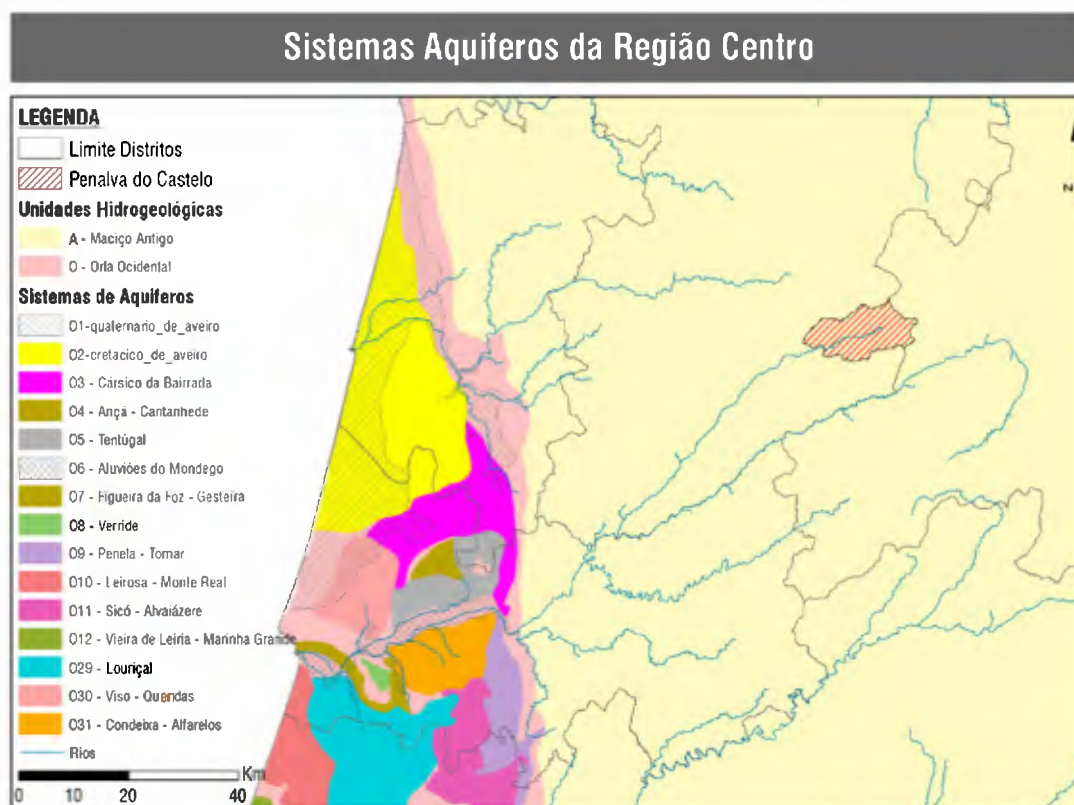 Sistemas Aquiferos da Região Centro
LEGENDA
Limite Distritos
Penalva do Castelo
Unidades Hidrogeológicas
A - Maciço Antigo
O - Orla Ocidental
Sistemas de Aquíferos
O1-quaternario_de_aveiro
O2-cretacico_de_aveiro
O3 - Cársico da Bairrada
O4 - Ançã - Cantanhede
O5 - Tentúgal
O6 - Aluviões do Mondego
O7 - Figueira da Foz - Gesteira
O8 - Verride
O9 - Penela - Tomar
O10 - Leirosa - Monte Real
O11 - Sicó - Alvaiázere
O12 - Vieira de Leiria - Marinha Grande
O29 - Louriçal
O30 - Viso - Queridas
O31 - Condeixa - Alfarelos
Rios
Km
0 10 20 40
N